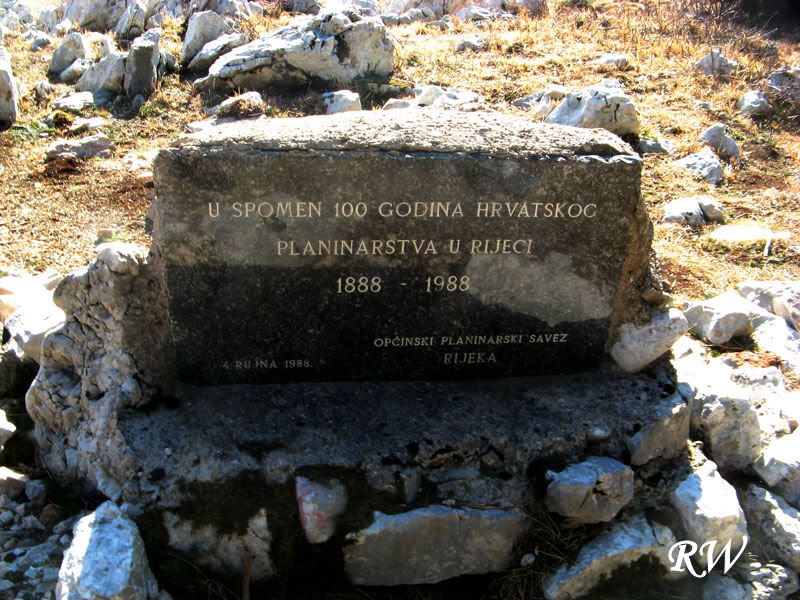 U SPOMEN 100 GODINA HRVATSKOG
PLANINARSTVA U RIJECI
1888 - 1988
OPĆINSKI PLANINARSKI SAVEZ
RIJEKA
4 RUJNA 1988.
RW